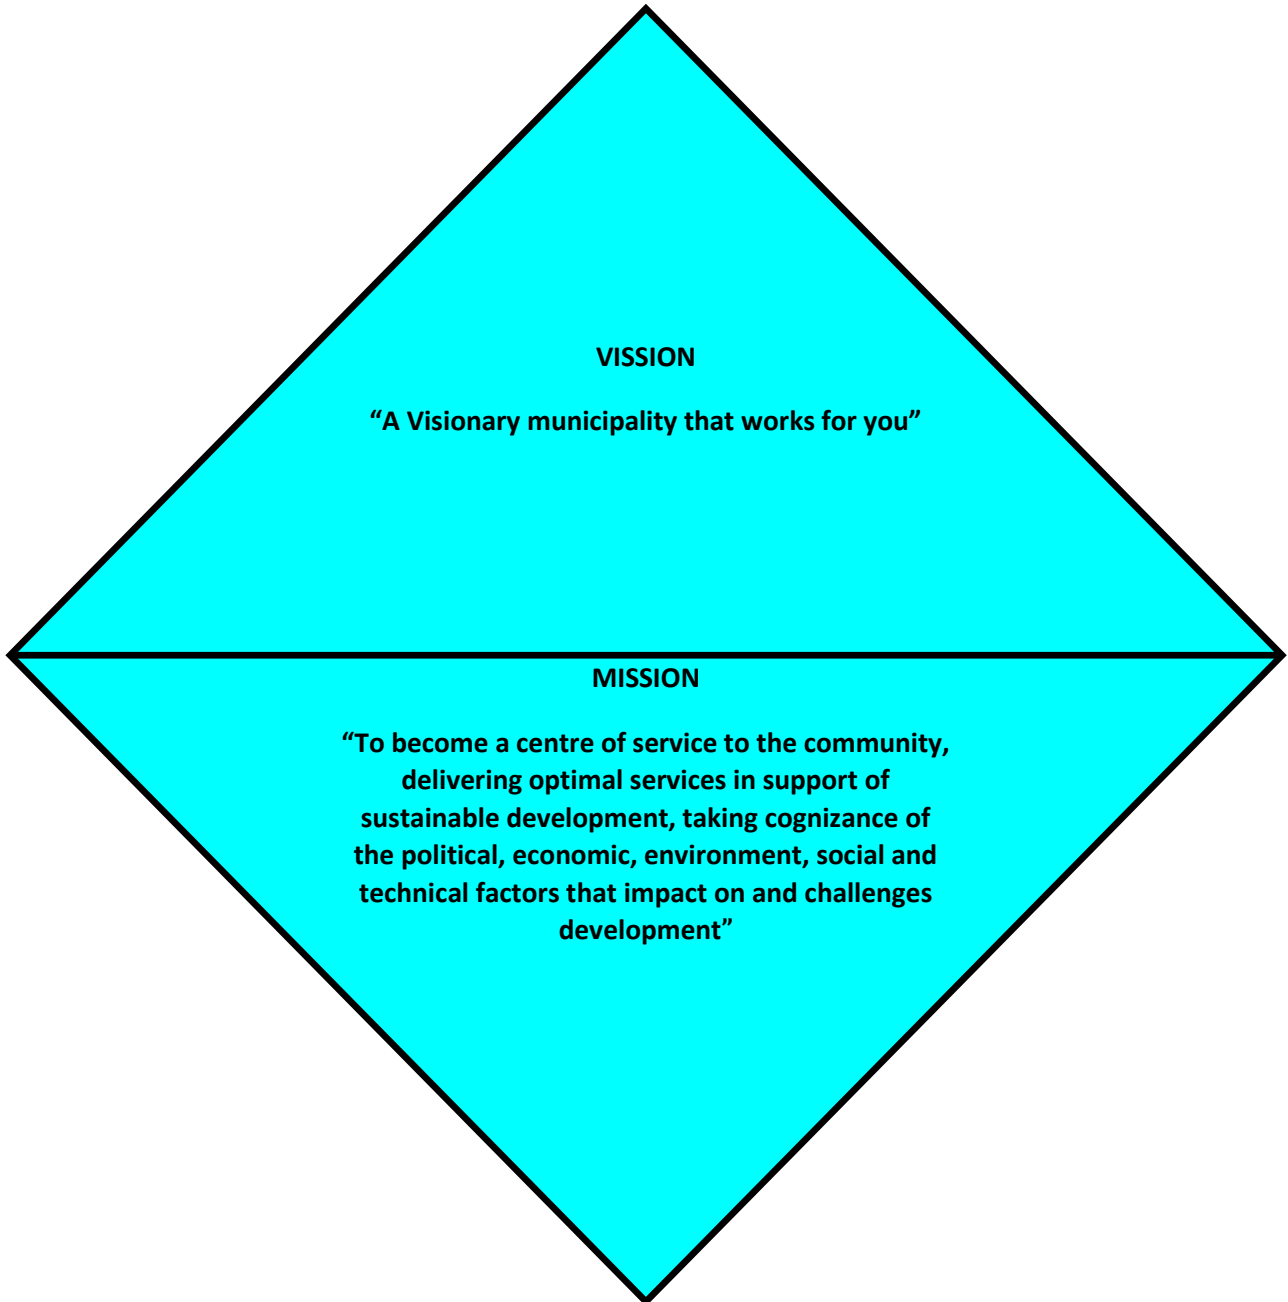 VISSION
“A Visionary municipality that works for you”
MISSION
“To become a centre of service to the community,
delivering optimal services in support of
sustainable development, taking cognizance of
the political, economic, environment, social and
technical factors that impact on and challenges
development”